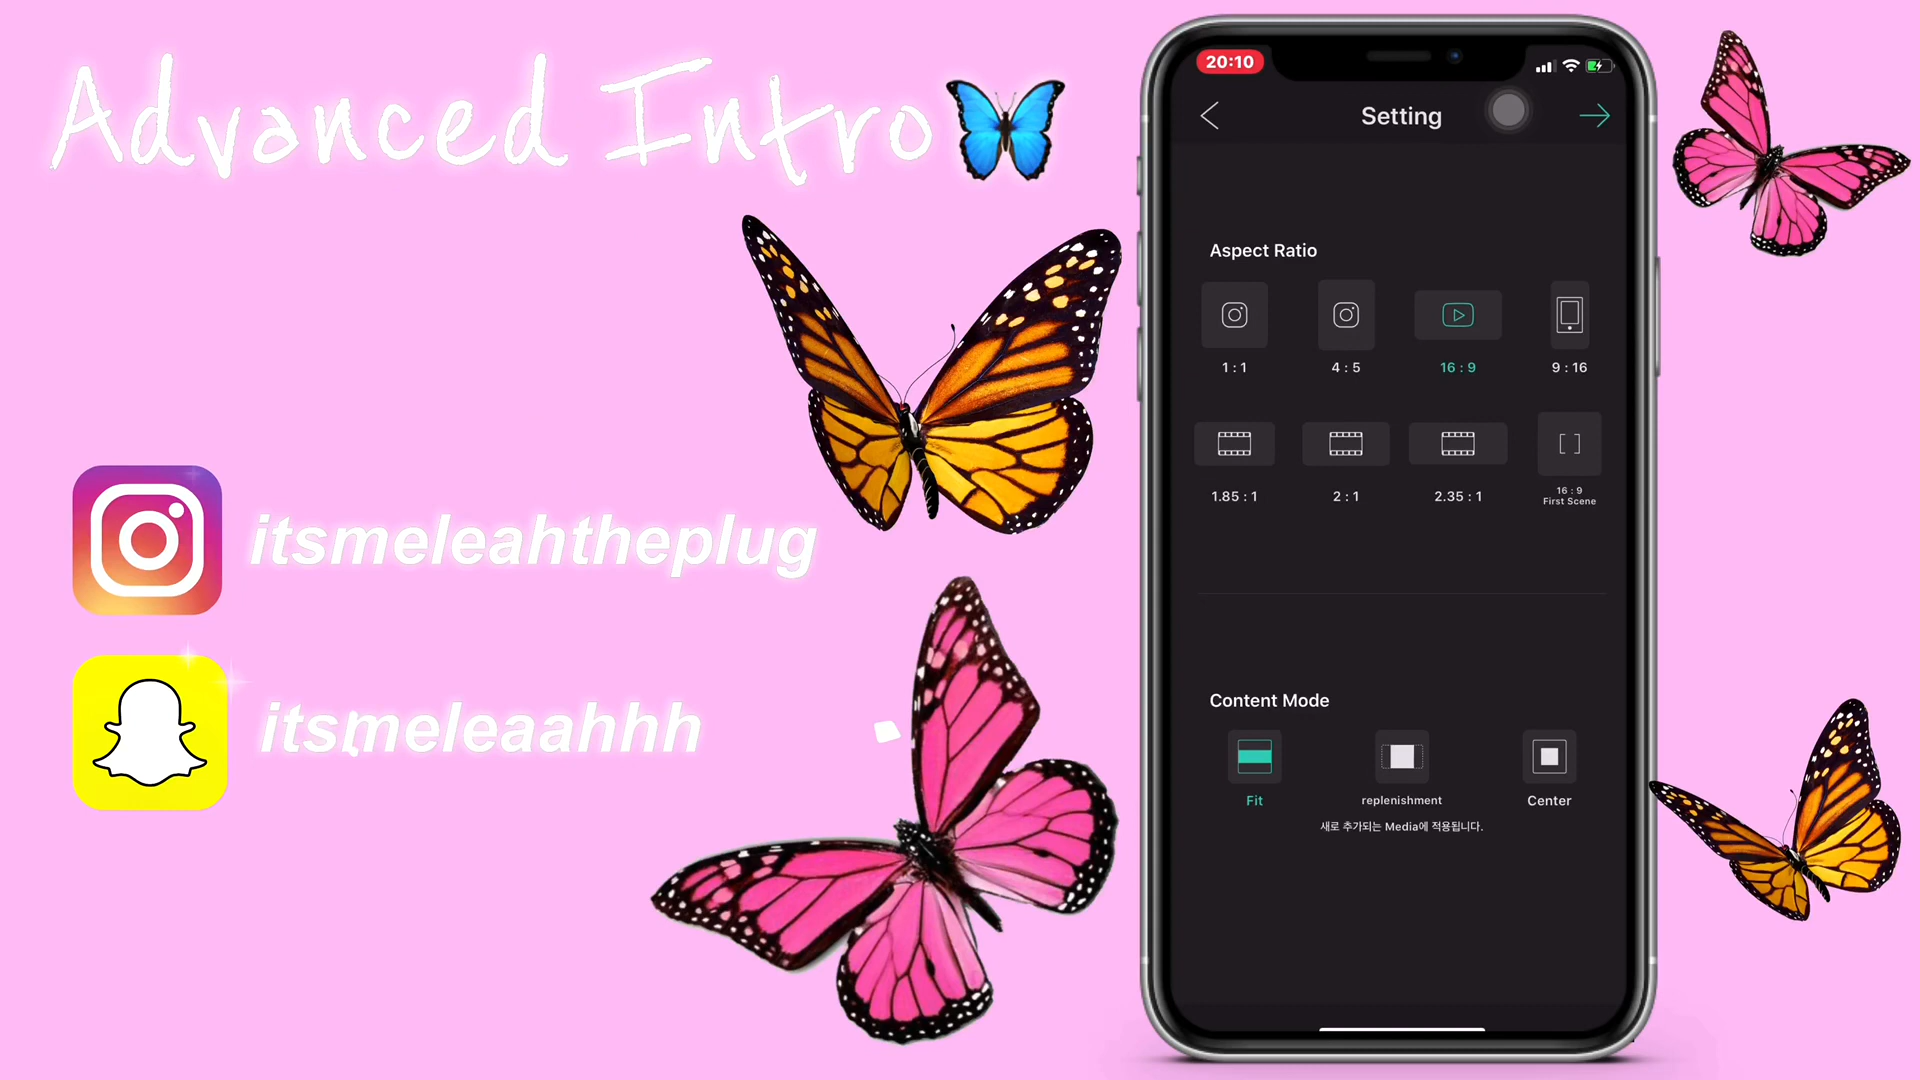 Advanced Intro
itsmeleahtheplug
itsmeleaahhh
20:10
Setting
Aspect Ratio
1 : 1
4 : 5
16 : 9
9 : 16
1.85 : 1
2 : 1
2.35 : 1
16 : 9
First Scene
Content Mode
Fit
replenishment
Center
새로 추가되는 Media에 적용됩니다.